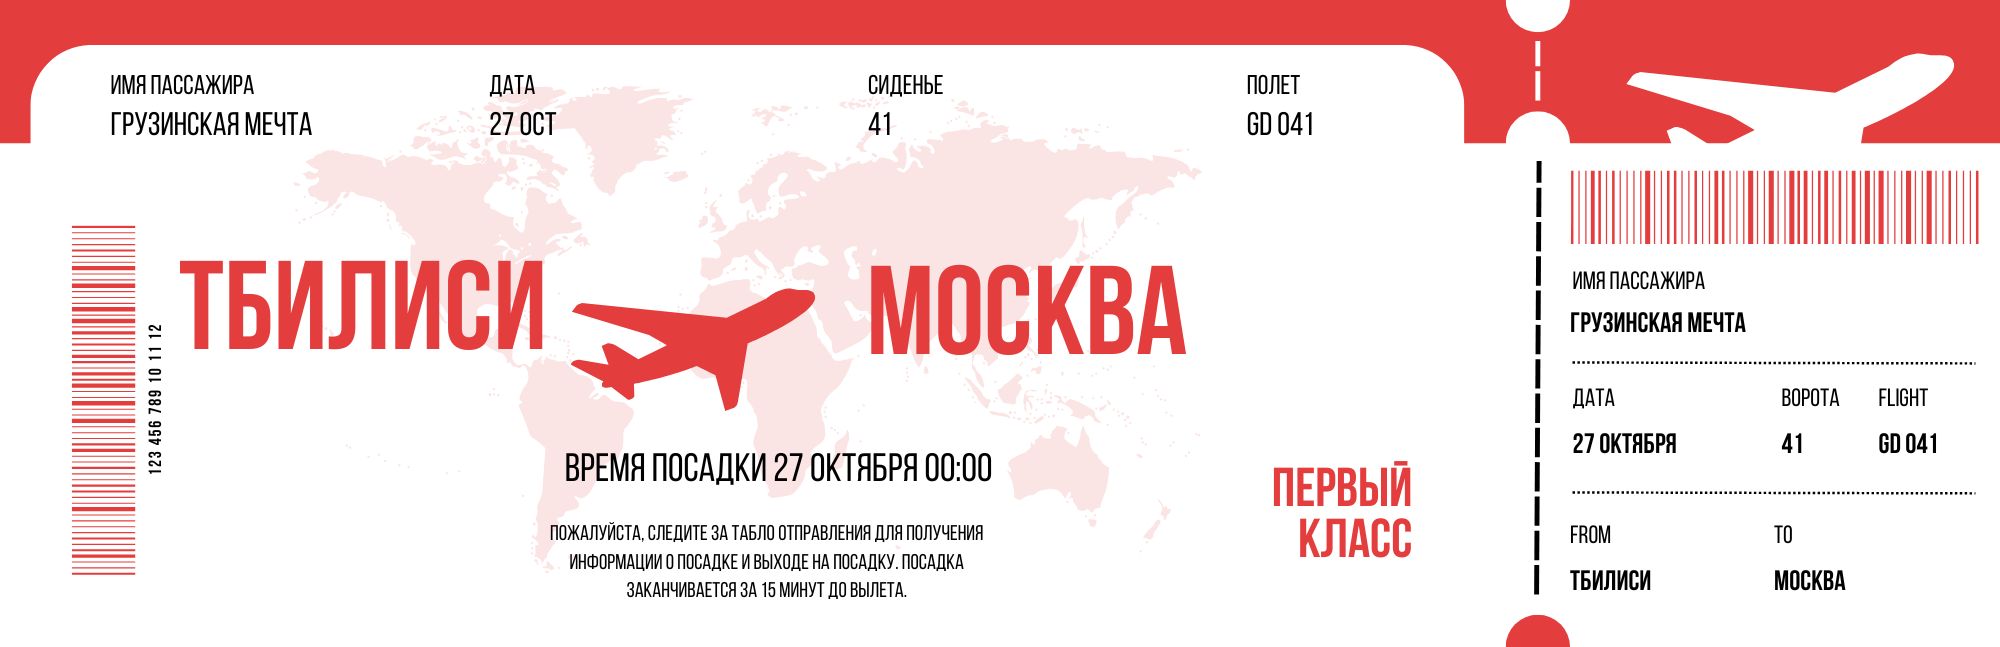 ИМЯ ПАССАЖИРА
ГРУЗИНСКАЯ МЕЧТА
ДАТА
27 ОСТ
СИДЕНЬЕ
41
ПОЛЕТ
GD 041
123 456 789 10 11 12
ТБИЛИСИ
МОСКВА
ВРЕМЯ ПОСАДКИ 27 ОКТЯБРЯ 00:00
ПОЖАЛУЙСТА, СЛЕДИТЕ ЗА ТАБЛО ОТПРАВЛЕНИЯ ДЛЯ ПОЛУЧЕНИЯ
ИНФОРМАЦИИ О ПОСАДКЕ И ВЫХОДЕ НА ПОСАДКУ. ПОСАДКА
ЗАКАНЧИВАЕТСЯ ЗА 15 МИНУТ ДО ВЫЛЕТА.
ПЕРВЫЙ
КЛАСС
ИМЯ ПАССАЖИРА
ГРУЗИНСКАЯ МЕЧТА
ДАТА
27 ОКТЯБРЯ
ВОРОТА
41
FLIGHT
GD 041
FROM
ТБИЛИСИ
TO
МОСКВА